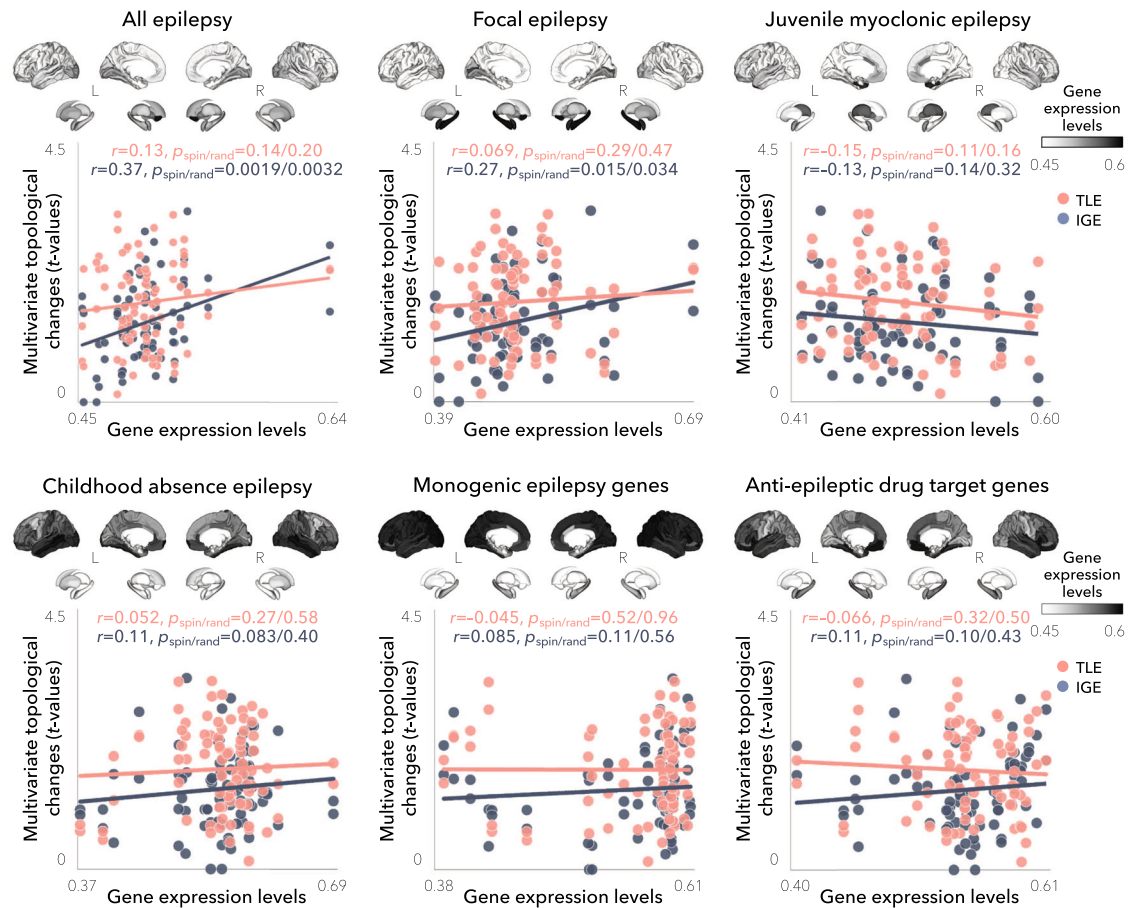 All epilepsy
Focal epilepsy
Juvenile myoclonic epilepsy
L
R
L
R
L
R
Gene
expression
levels
0.45
0.6
TLE
IGE
r=0.13, pspin/rand=0.14/0.20
r=0.37, pspin/rand=0.0019/0.0032
4.5
0
Multivariate topological
changes (t-values)
0.45
0.64
Gene expression levels
r=0.069, pspin/rand=0.29/0.47
r=0.27, pspin/rand=0.015/0.034
4.5
0
Multivariate topological
changes (t-values)
0.39
0.69
Gene expression levels
r=-0.15, pspin/rand=0.11/0.16
r=-0.13, pspin/rand=0.14/0.32
4.5
0
Multivariate topological
changes (t-values)
0.41
0.60
Gene expression levels
Childhood absence epilepsy
Monogenic epilepsy genes
Anti-epileptic drug target genes
L
R
L
R
L
R
Gene
expression
levels
0.45
0.6
TLE
IGE
r=0.052, pspin/rand=0.27/0.58
r=0.11, pspin/rand=0.083/0.40
4.5
0
Multivariate topological
changes (t-values)
0.37
0.69
Gene expression levels
r=-0.045, pspin/rand=0.52/0.96
r=0.085, pspin/rand=0.11/0.56
4.5
0
Multivariate topological
changes (t-values)
0.38
0.61
Gene expression levels
r=-0.066, pspin/rand=0.32/0.50
r=0.11, pspin/rand=0.10/0.43
4.5
0
Multivariate topological
changes (t-values)
0.40
0.61
Gene expression levels